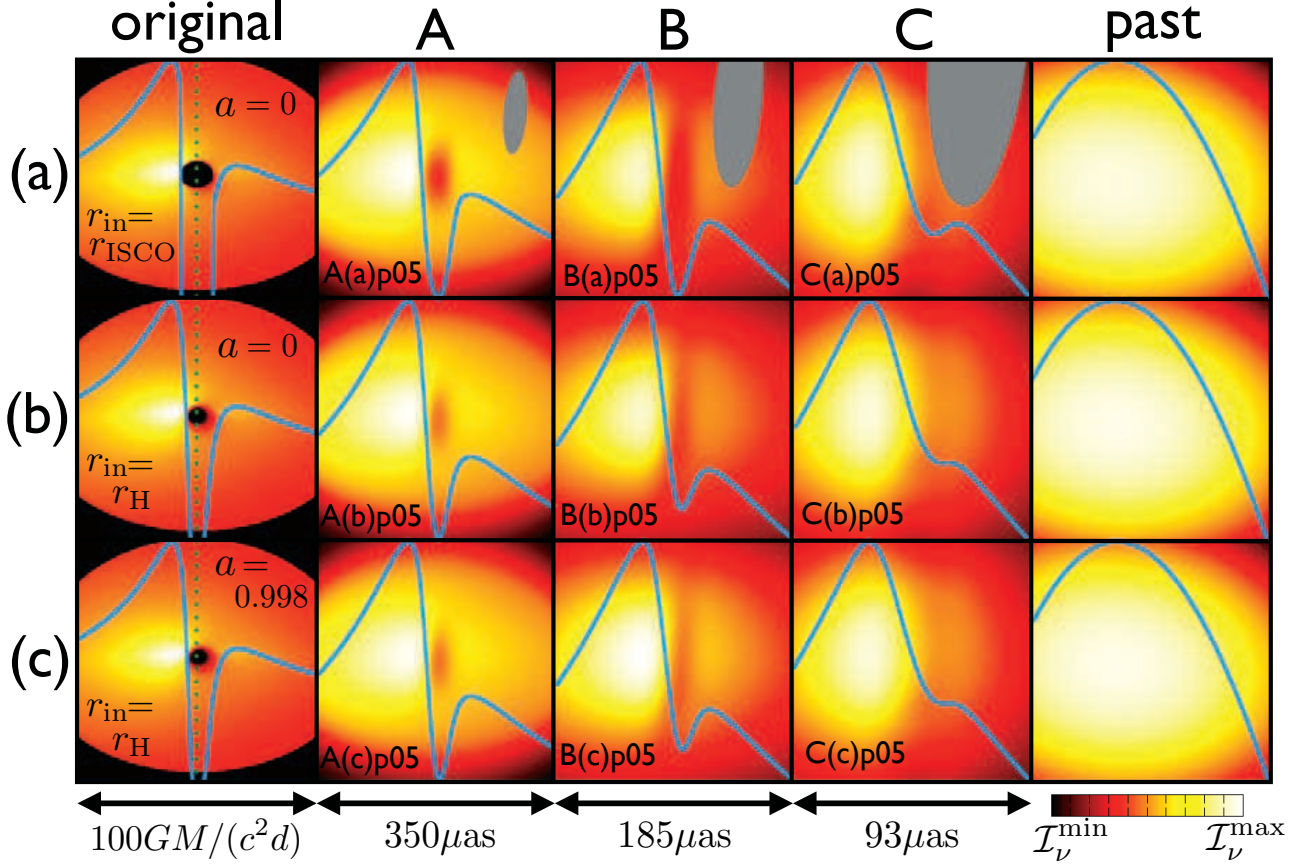 original A B C past
(a)
a = 0
r_in =
r_ISCO
A(a)p05
B(a)p05
C(a)p05
(b)
a = 0
r_in =
r_H
A(b)p05
B(b)p05
C(b)p05
(c)
a =
0.998
r_in =
r_H
A(c)p05
B(c)p05
C(c)p05
100GM/(c²d) 350μas 185μas 93μas
I_ν^min I_ν^max